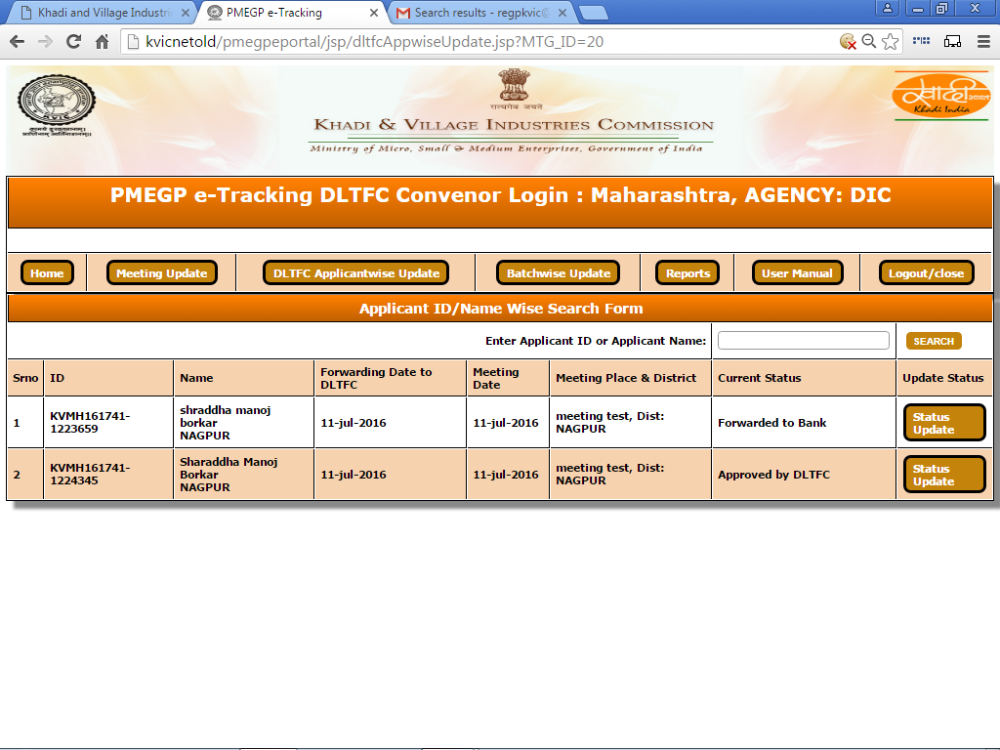 Khadi and Village Industri
PMEGP e-Tracking
Search results - regpkvic@
kvicnetold/pmegpeportal/jsp/dltfcAppwiseUpdate.jsp?MTG_ID=20
KVIC
सत्यमेव जयते
KHADI & VILLAGE INDUSTRIES COMMISSION
Ministry of Micro, Small & Medium Enterprises, Government of India
खादी भारत
Khadi India
PMEGP e-Tracking DLTFC Convenor Login : Maharashtra, AGENCY: DIC
Home Meeting Update DLTFC Applicantwise Update Batchwise Update Reports User Manual Logout/close
Applicant ID/Name Wise Search Form
Enter Applicant ID or Applicant Name: SEARCH
Srno ID Name Forwarding Date to DLTFC Meeting Date Meeting Place & District Current Status Update Status
1 KVMH161741-1223659 shraddha manoj borkar NAGPUR 11-jul-2016 11-jul-2016 meeting test, Dist: NAGPUR Forwarded to Bank Status Update
2 KVMH161741-1224345 Sharaddha Manoj Borkar NAGPUR 11-jul-2016 11-jul-2016 meeting test, Dist: NAGPUR Approved by DLTFC Status Update